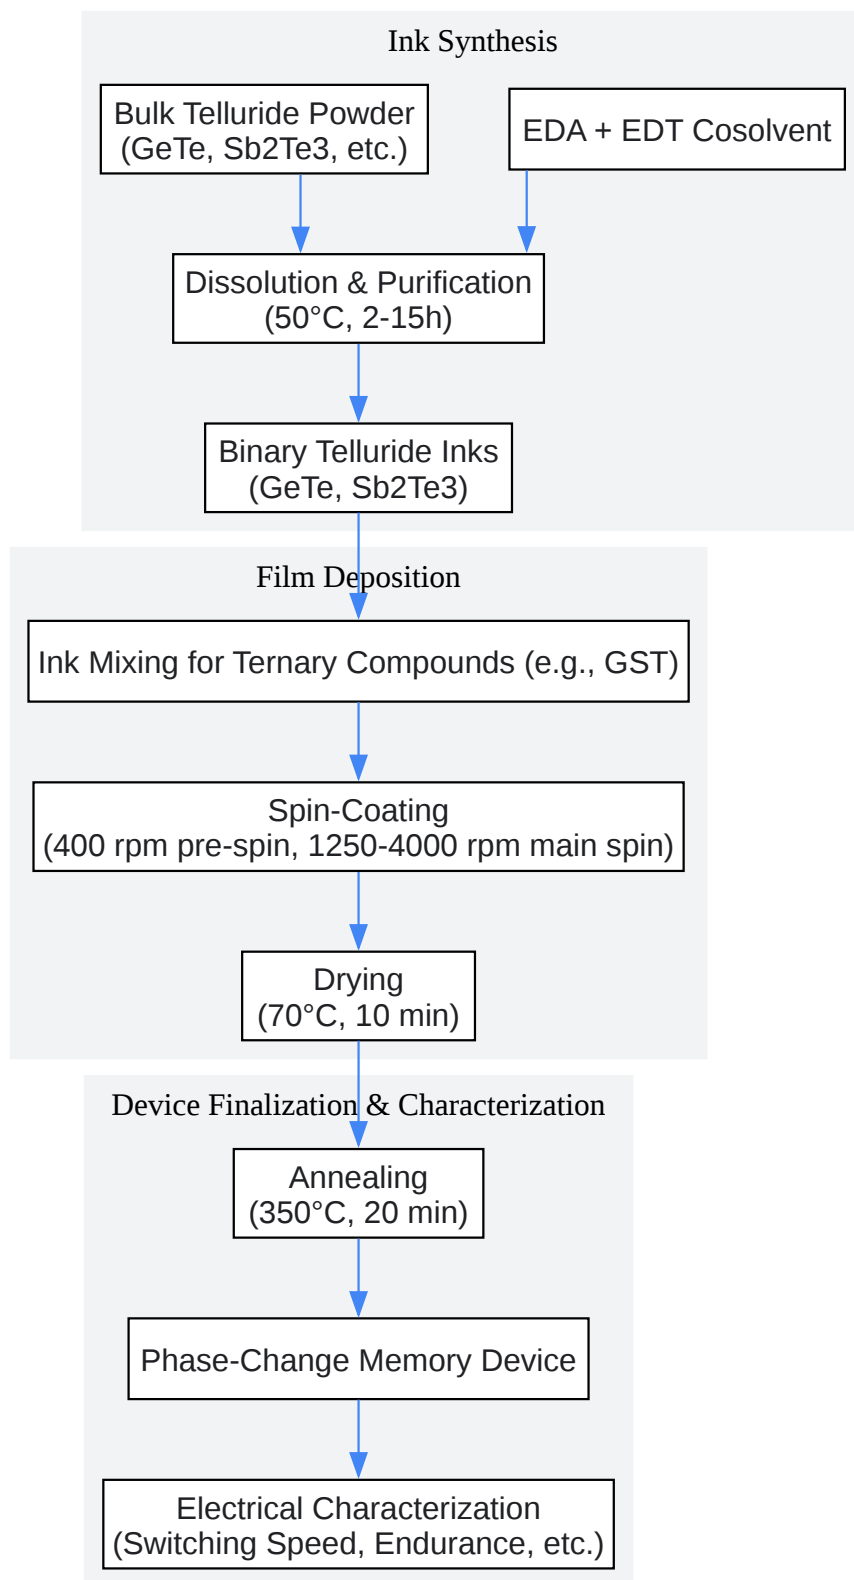 Ink Synthesis
Bulk Telluride Powder
(GeTe, Sb2Te3, etc.)
EDA + EDT Cosolvent
Dissolution & Purification
(50°C, 2-15h)
Binary Telluride Inks
(GeTe, Sb2Te3)
Film Deposition
Ink Mixing for Ternary Compounds (e.g., GST)
Spin-Coating
(400 rpm pre-spin, 1250-4000 rpm main spin)
Drying
(70°C, 10 min)
Device Finalization & Characterization
Annealing
(350°C, 20 min)
Phase-Change Memory Device
Electrical Characterization
(Switching Speed, Endurance, etc.)